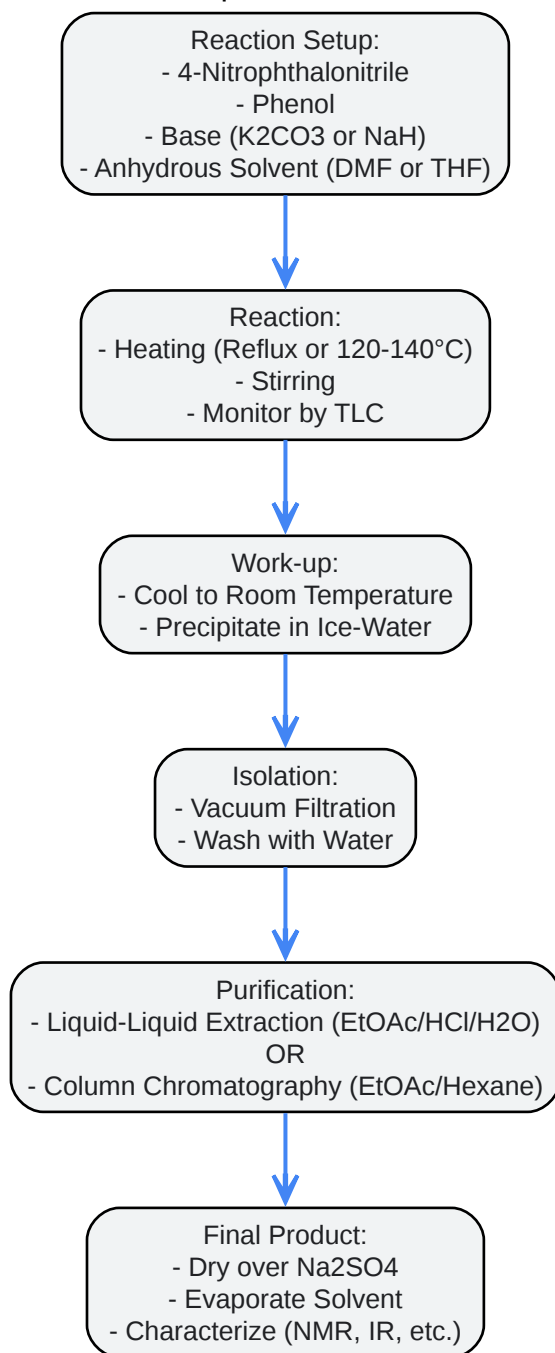 Reaction Setup:
- 4-Nitrophthalonitrile
- Phenol
- Base (K2CO3 or NaH)
- Anhydrous Solvent (DMF or THF)
Reaction:
- Heating (Reflux or 120-140°C)
- Stirring
- Monitor by TLC
Work-up:
- Cool to Room Temperature
- Precipitate in Ice-Water
Isolation:
- Vacuum Filtration
- Wash with Water
Purification:
- Liquid-Liquid Extraction (EtOAc/HCl/H2O)
OR
- Column Chromatography (EtOAc/Hexane)
Final Product:
- Dry over Na2SO4
- Evaporate Solvent
- Characterize (NMR, IR, etc.)